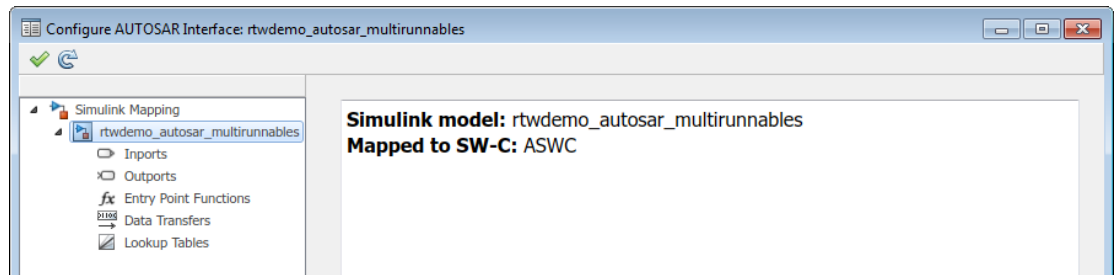 Configure AUTOSAR Interface: rtwdemo_autosar_multirunnables
Simulink Mapping
rtwdemo_autosar_multirunnables
Inports
Outports
fx Entry Point Functions
Data Transfers
Lookup Tables
Simulink model: rtwdemo_autosar_multirunnables
Mapped to SW-C: ASWC